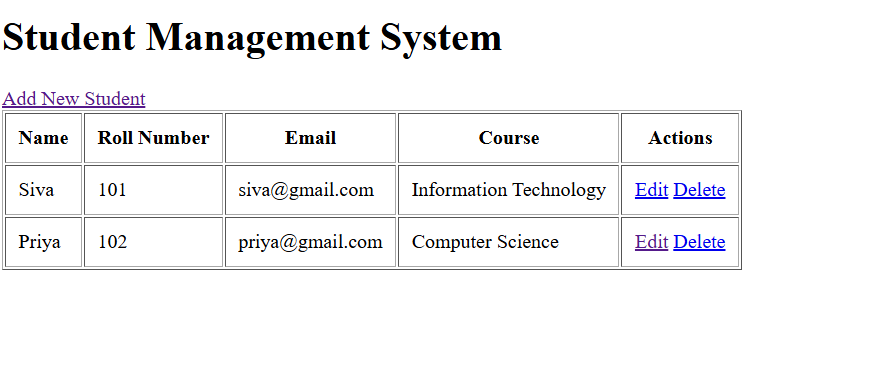 Student Management System
Add New Student
Name Roll Number Email Course Actions
Siva 101 siva@gmail.com Information Technology Edit Delete
Priya 102 priya@gmail.com Computer Science Edit Delete